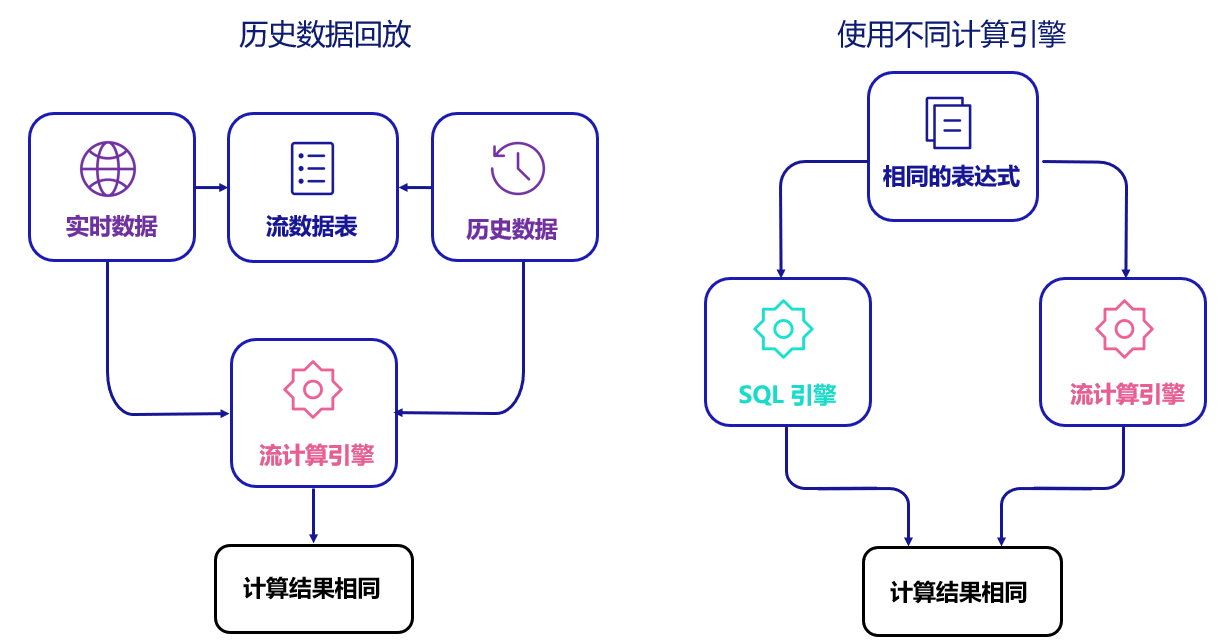 历史数据回放
实时数据
流数据表
历史数据
流计算引擎
计算结果相同
使用不同计算引擎
相同的表达式
SQL 引擎
流计算引擎
计算结果相同